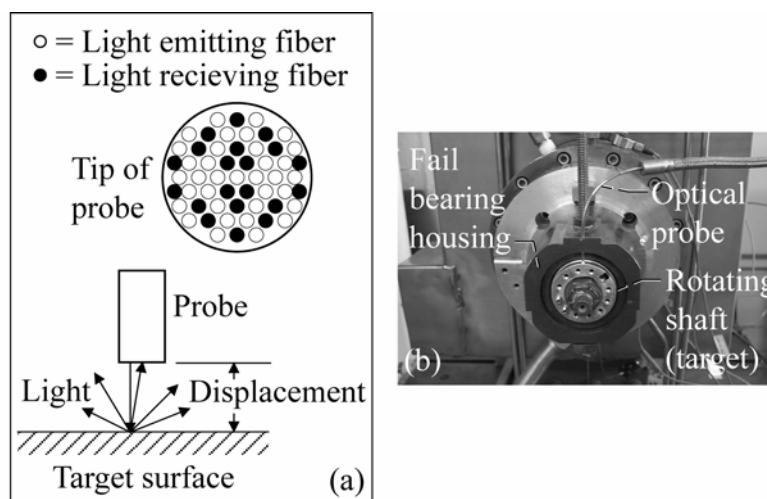 ○ = Light emitting fiber
● = Light recieving fiber
Tip of
probe
Probe
Light
Displacement
Target surface
(a)
Fail
bearing
housing
Optical
probe
Rotating
shaft
(target)
(b)